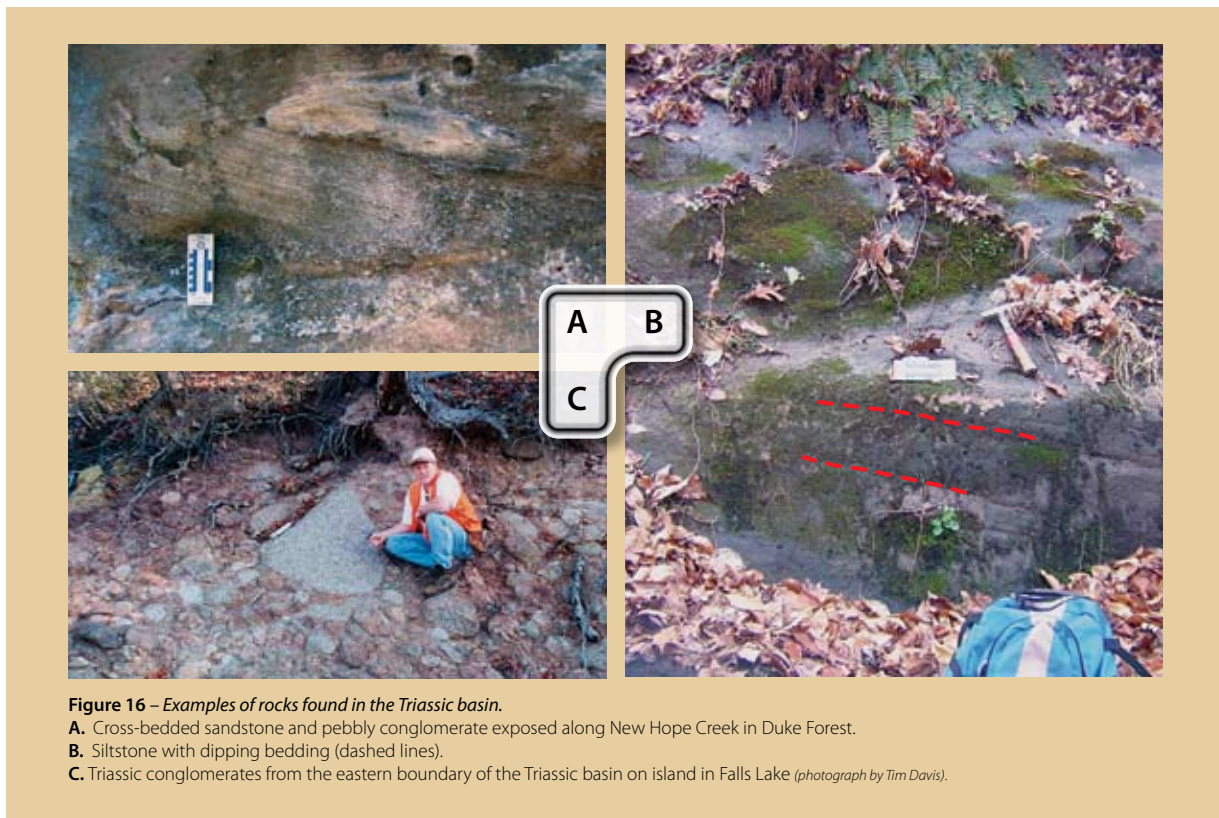 A B
C
Figure 16 – Examples of rocks found in the Triassic basin.
A. Cross-bedded sandstone and pebbly conglomerate exposed along New Hope Creek in Duke Forest.
B. Siltstone with dipping bedding (dashed lines).
C. Triassic conglomerates from the eastern boundary of the Triassic basin on island in Falls Lake (photograph by Tim Davis).